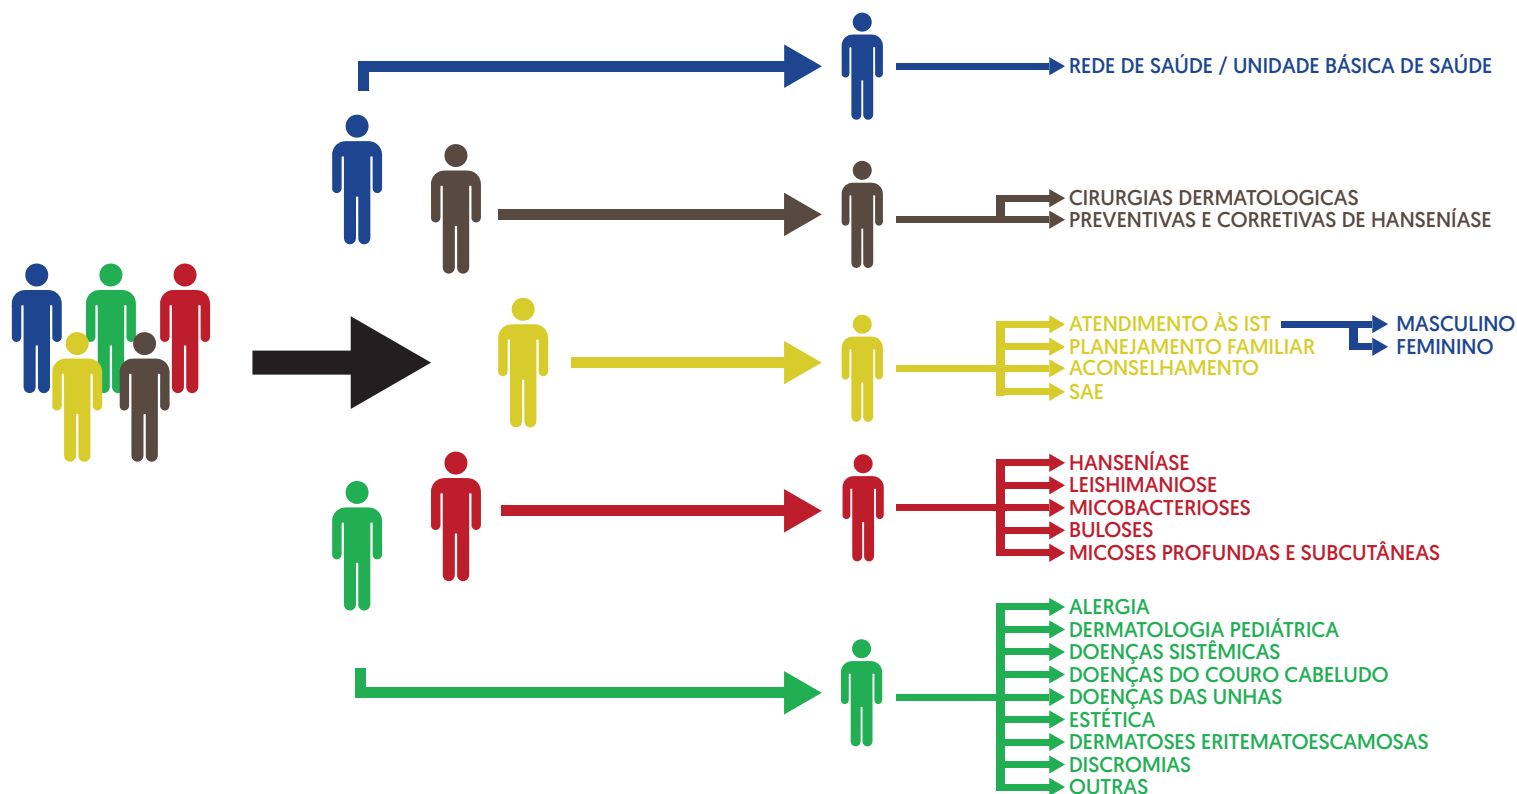 REDE DE SAÚDE / UNIDADE BÁSICA DE SAÚDE
CIRURGIAS DERMATOLOGICAS
PREVENTIVAS E CORRETIVAS DE HANSENÍASE
ATENDIMENTO ÀS IST
MASCULINO
PLANEJAMENTO FAMILIAR
FEMININO
ACONSELHAMENTO
SAE
HANSENÍASE
LEISHIMANIOSE
MICOBACTERIOSES
BULOSES
MICOSES PROFUNDAS E SUBCUTÂNEAS
ALERGIA
DERMATOLOGIA PEDIÁTRICA
DOENÇAS SISTÊMICAS
DOENÇAS DO COURO CABELUDO
DOENÇAS DAS UNHAS
ESTÉTICA
DERMATOSES ERITEMATOESCAMOSAS
DISCROMIAS
OUTRAS